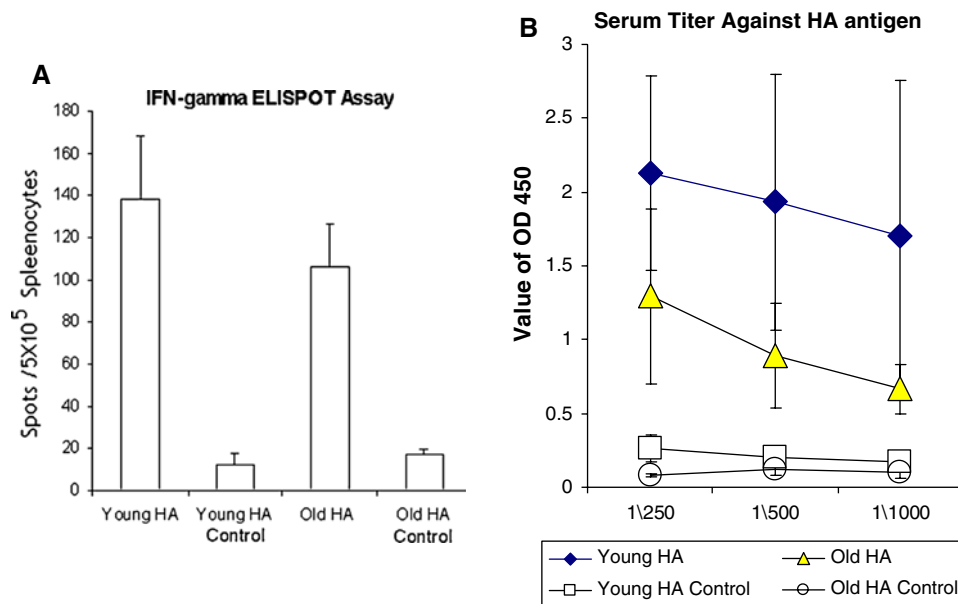 A
IFN-gamma ELISPOT Assay
Spots /5X10⁵ Spleenocytes
180
160
140
120
100
80
60
40
20
0
Young HA
Young HA
Control
Old HA
Old HA
Control
B
Serum Titer Against HA antigen
Value of OD 450
3
2.5
2
1.5
1
0.5
0
1\250
1\500
1\1000
Young HA
Old HA
Young HA Control
Old HA Control